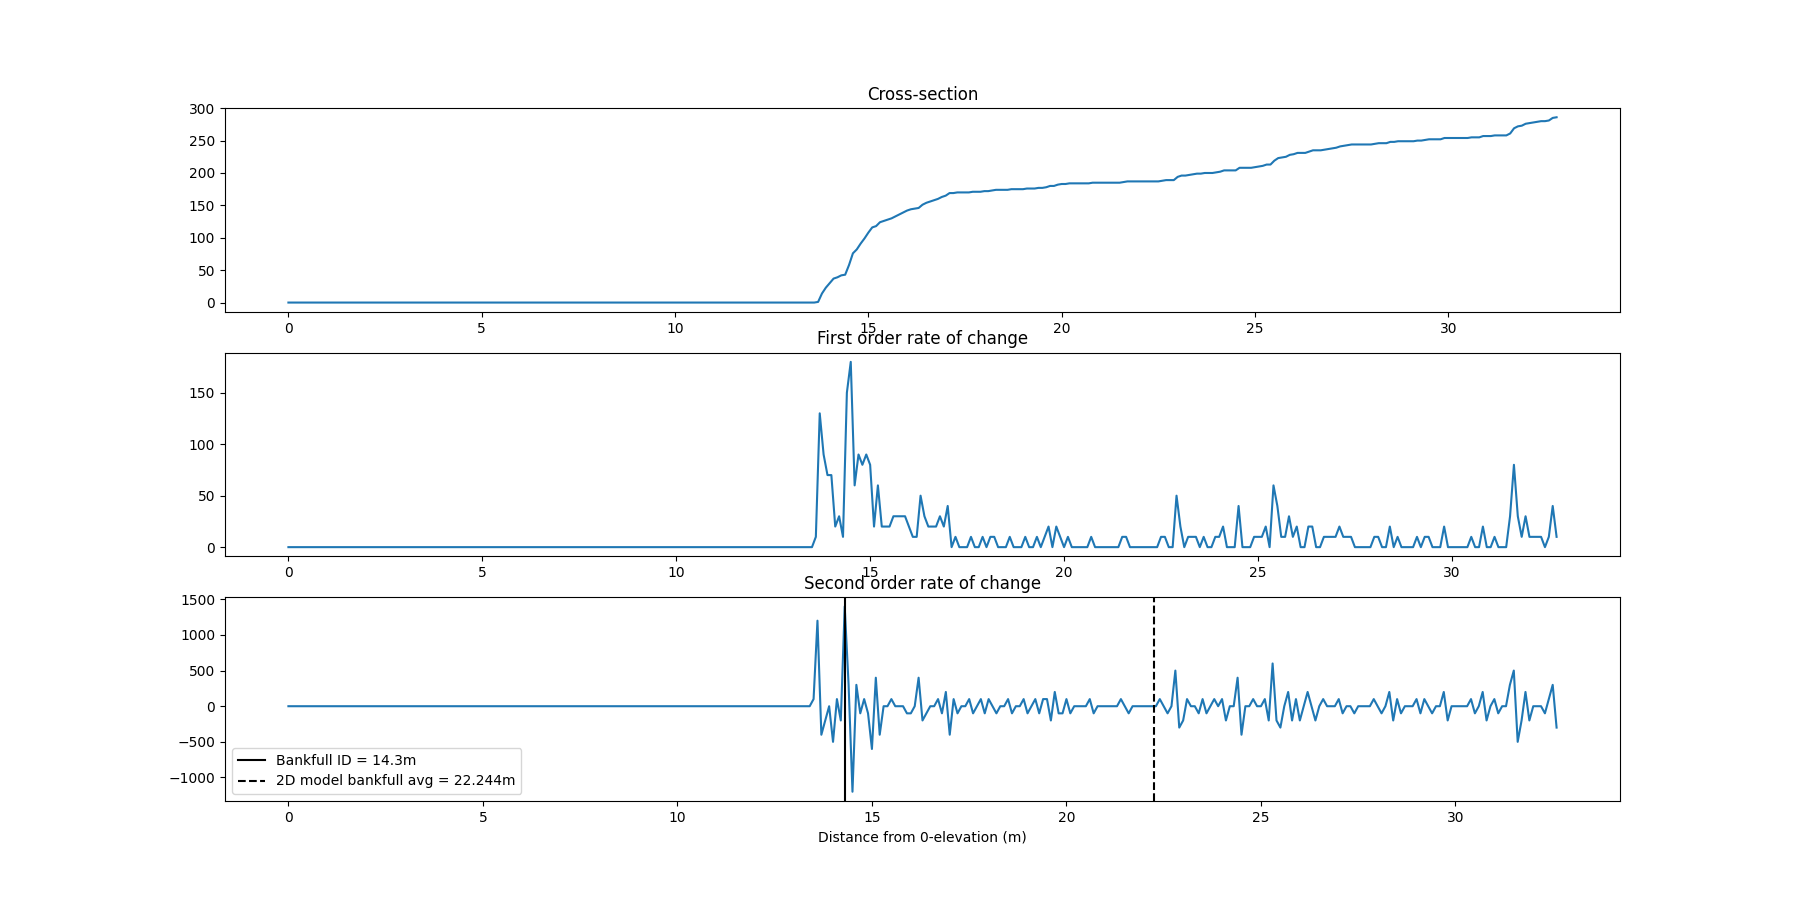 Cross-section
300
250
200
150
100
50
0
0 5 10 15 20 25 30
First order rate of change
150
100
50
0
0 5 10 15 20 25 30
Second order rate of change
1500
1000
500
0
−500
−1000
Bankfull ID = 14.3m
2D model bankfull avg = 22.244m
0 5 10 15 20 25 30
Distance from 0-elevation (m)